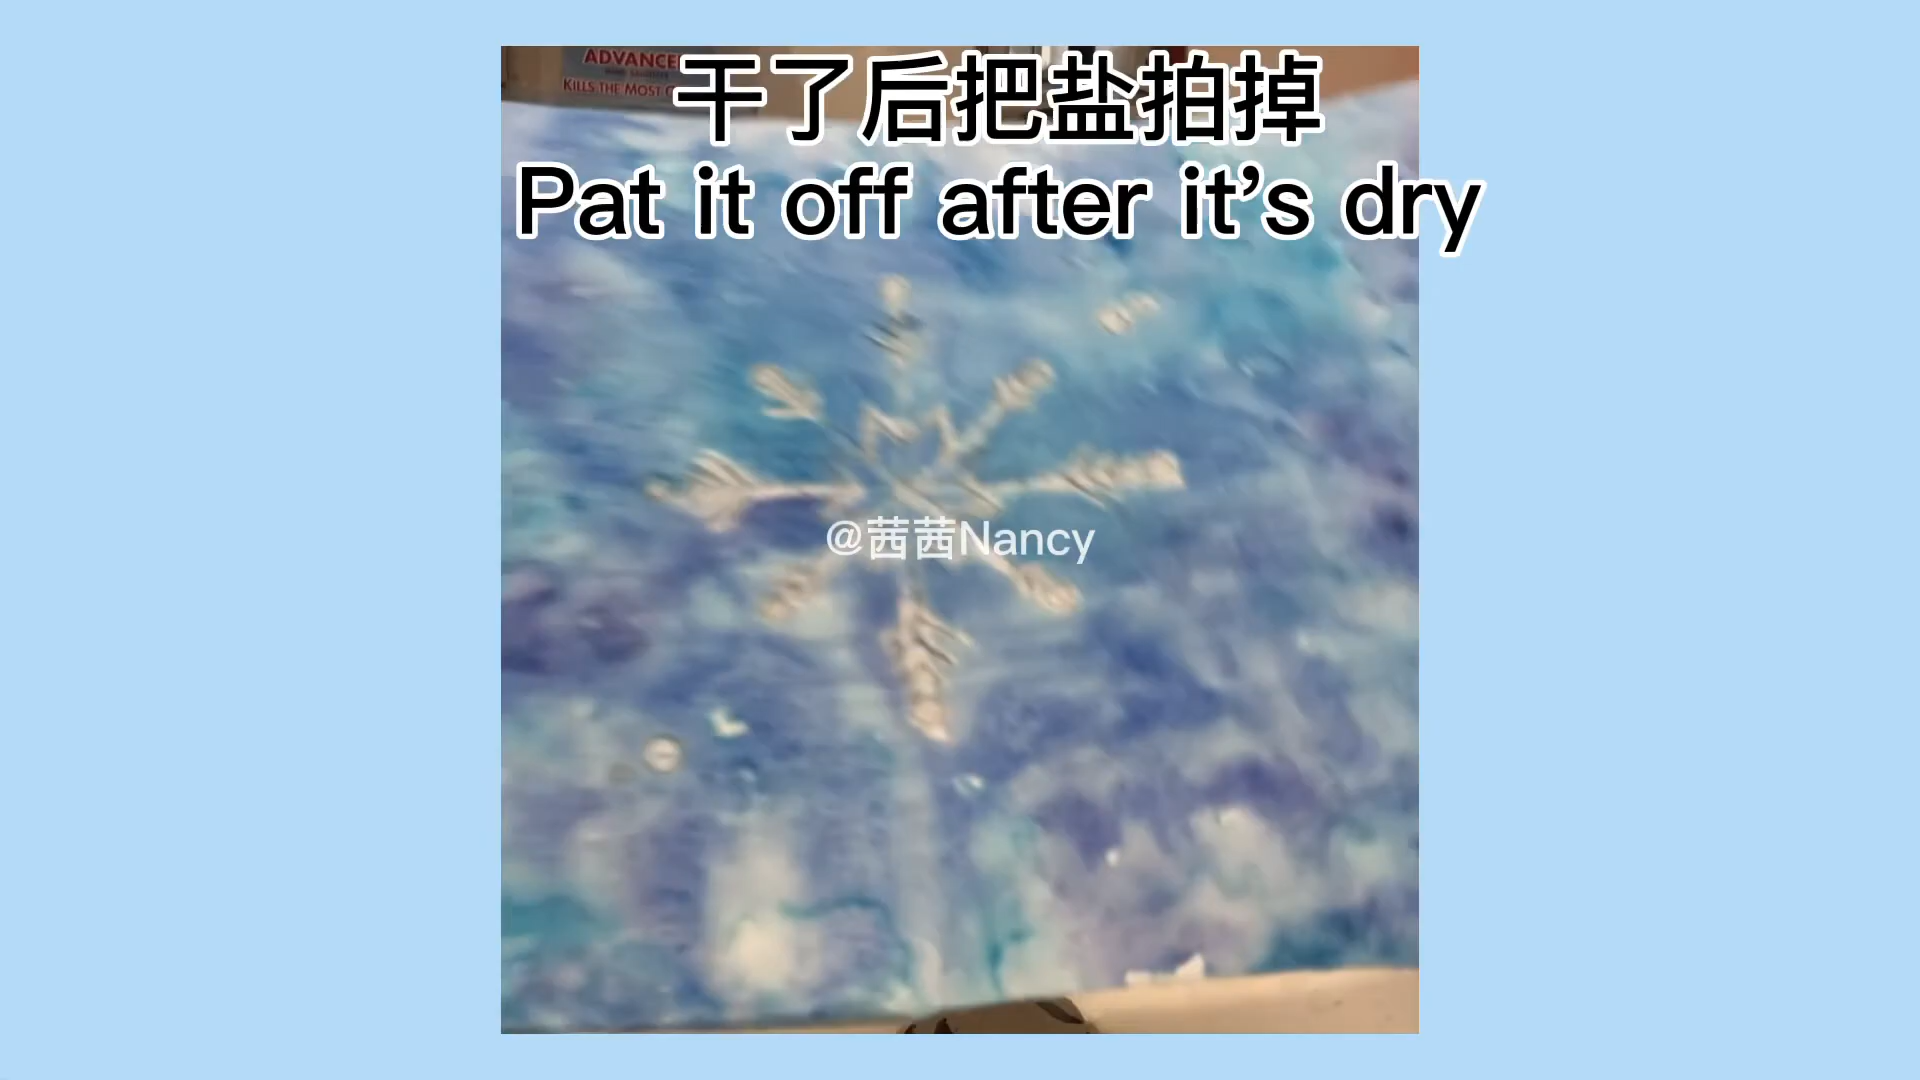 ADVANCE
KILLS THE MOST
干了后把盐拍掉
Pat it off after it's dry
@茜茜Nancy